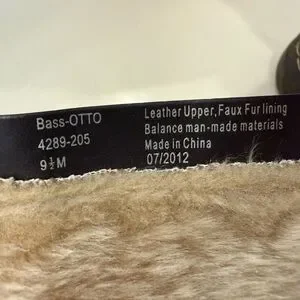 Bass-OTTO
4289-205
9½M
Leather Upper, Faux Fur lining
Balance man-made materials
Made in China
07/2012